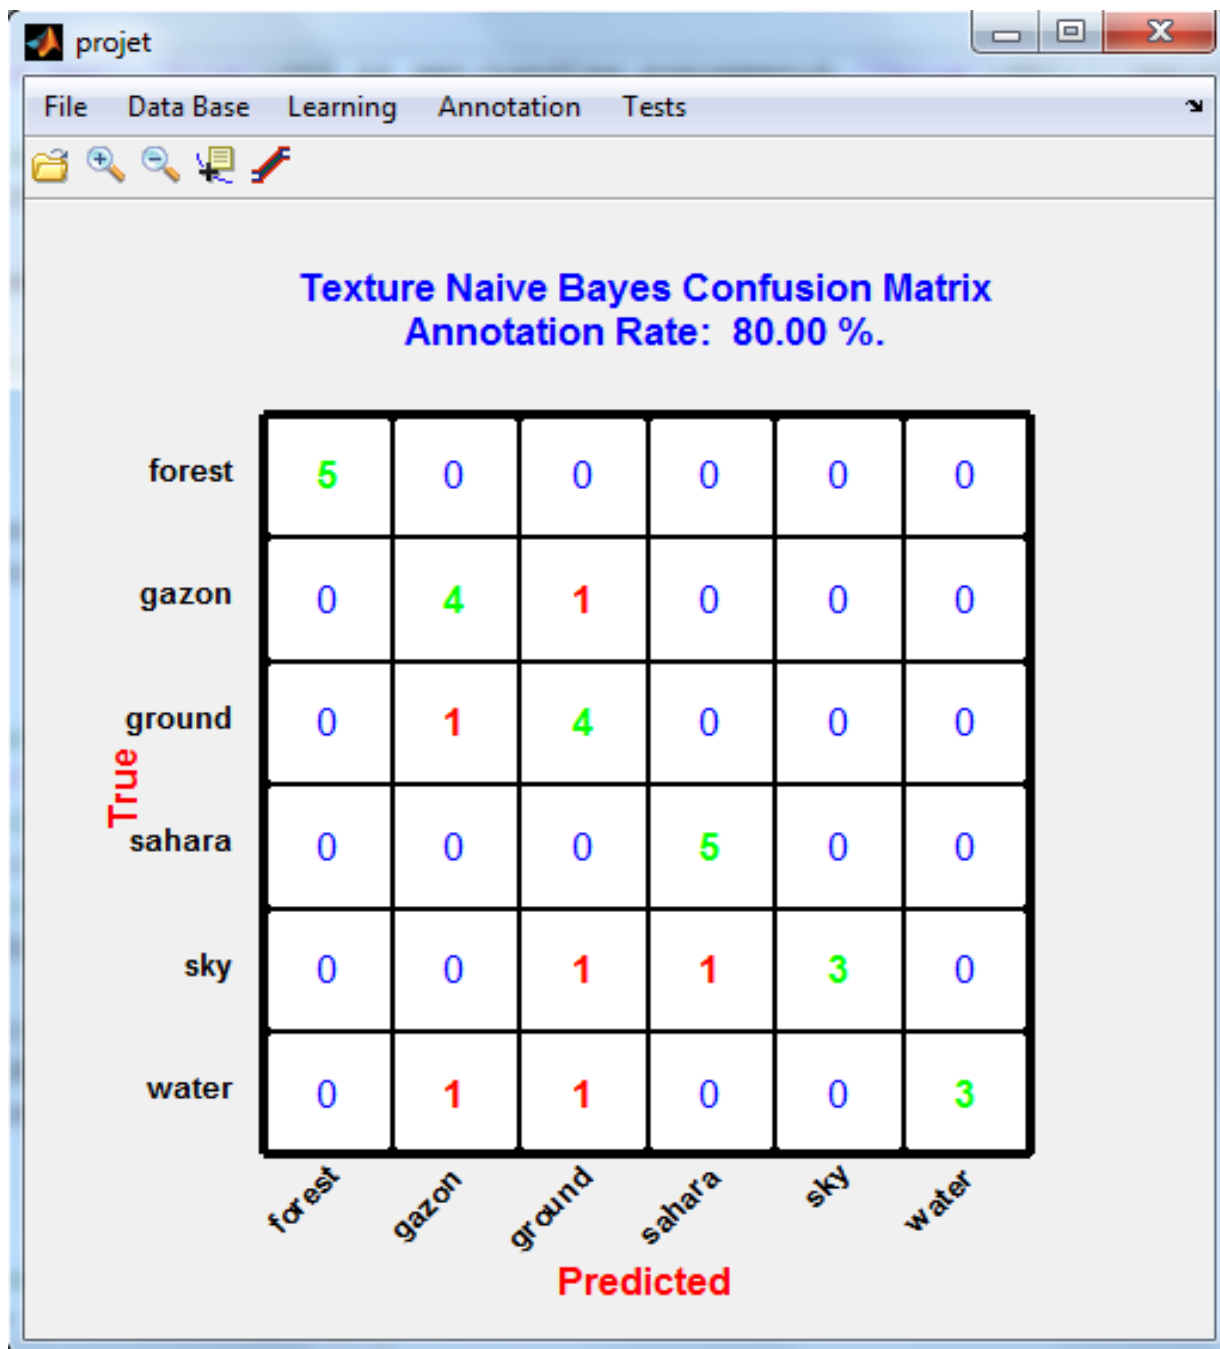 projet
File Data Base Learning Annotation Tests
Texture Naive Bayes Confusion Matrix
Annotation Rate: 80.00 %.
forest 5 0 0 0 0 0
gazon 0 4 1 0 0 0
ground 0 1 4 0 0 0
True
sahara 0 0 0 5 0 0
sky 0 0 1 1 3 0
water 0 1 1 0 0 3
forest gazon ground sahara sky water
Predicted